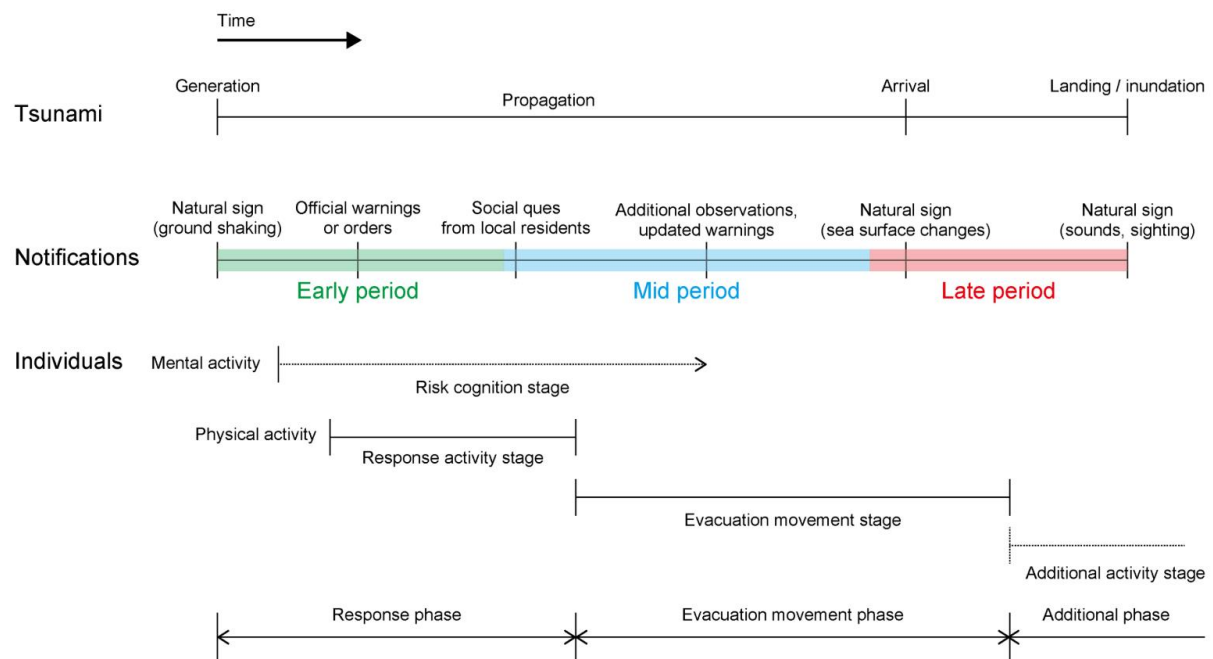 Time
Generation
Propagation
Arrival
Landing / inundation
Tsunami
Natural sign
(ground shaking)
Official warnings
or orders
Social ques
from local residents
Additional observations,
updated warnings
Natural sign
(sea surface changes)
Natural sign
(sounds, sighting)
Notifications
Early period
Mid period
Late period
Individuals
Mental activity
Risk cognition stage
Physical activity
Response activity stage
Evacuation movement stage
Additional activity stage
Response phase
Evacuation movement phase
Additional phase